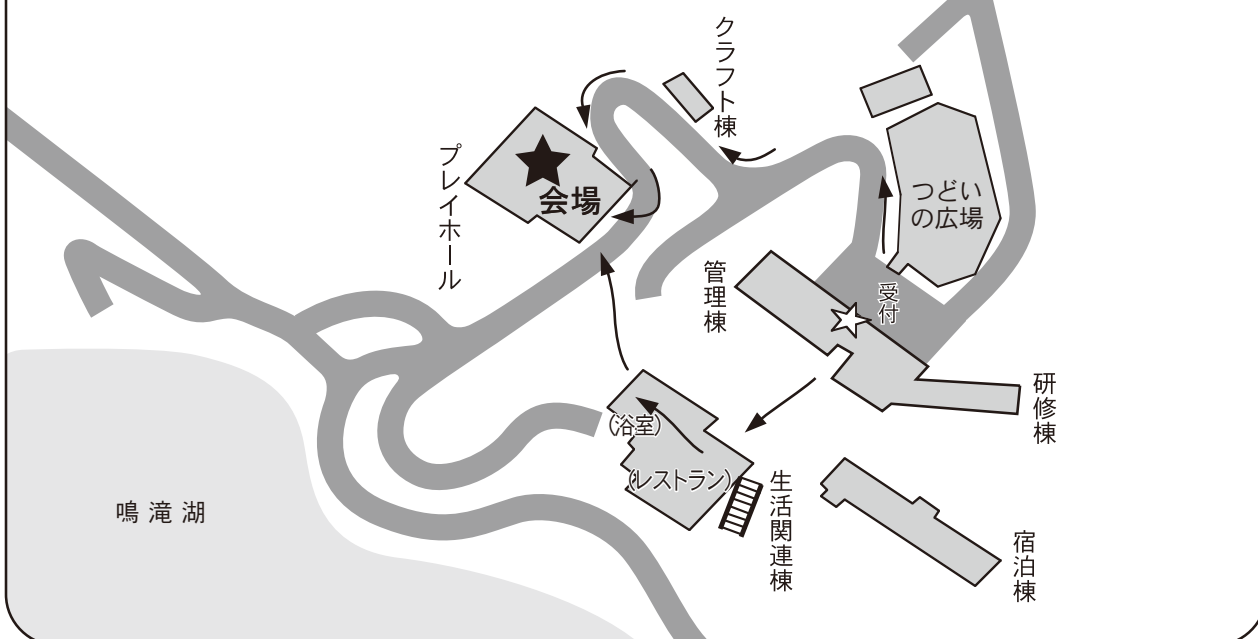 クラフト棟
プレイホール
会場
つどい
の広場
管理棟
受付
研修棟
(浴室)
(レストラン)
生活関連棟
宿泊棟
鳴滝湖